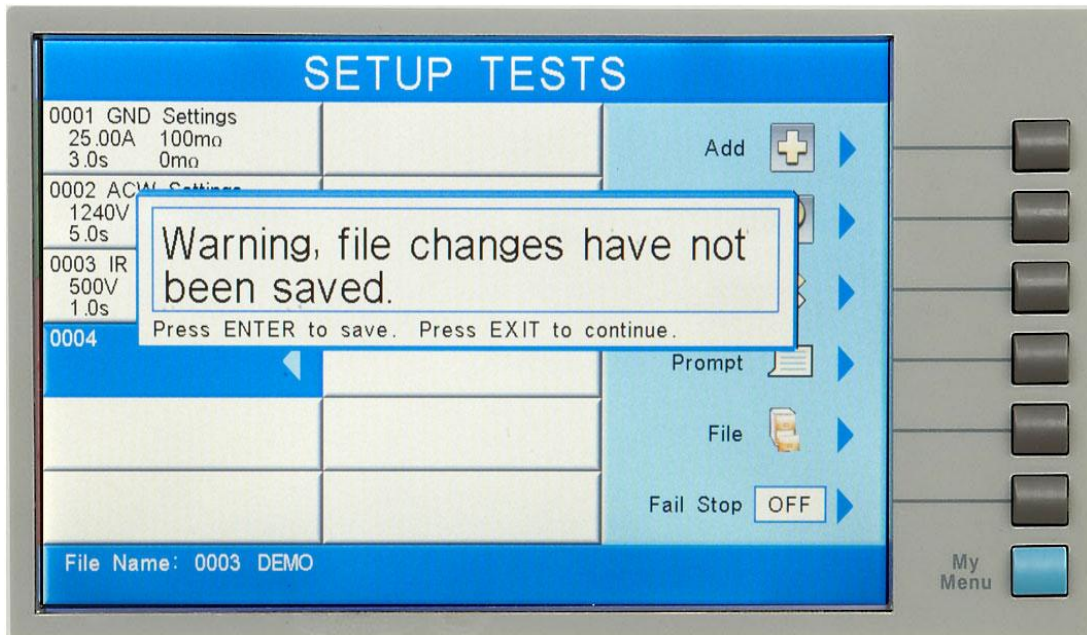 SETUP TESTS
0001 GND Settings
25.00A 100mΩ
3.0s 0mΩ
0002 ACW Settings
1240V
5.0s
0003 IR
500V
1.0s
0004
Warning, file changes have not
been saved.
Press ENTER to save. Press EXIT to continue.
Add
Prompt
File
Fail Stop OFF
File Name: 0003 DEMO
My
Menu